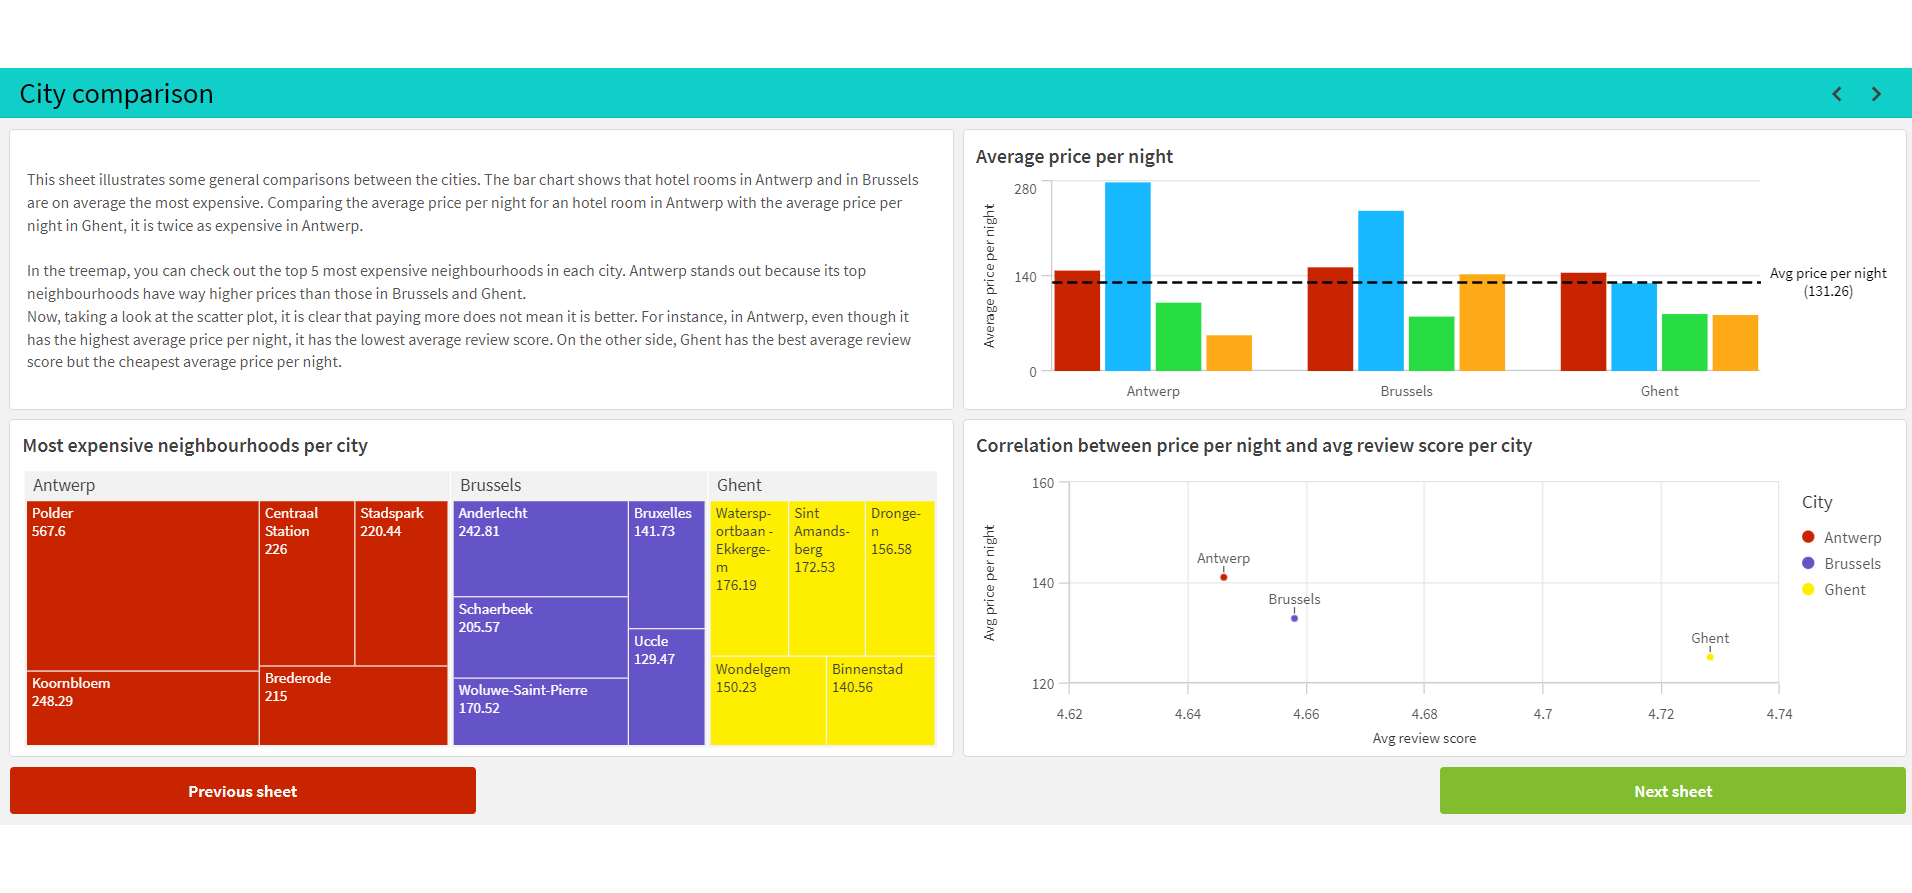 City comparison
This sheet illustrates some general comparisons between the cities. The bar chart shows that hotel rooms in Antwerp and in Brussels
are on average the most expensive. Comparing the average price per night for an hotel room in Antwerp with the average price per
night in Ghent, it is twice as expensive in Antwerp.
In the treemap, you can check out the top 5 most expensive neighbourhoods in each city. Antwerp stands out because its top
neighbourhoods have way higher prices than those in Brussels and Ghent.
Now, taking a look at the scatter plot, it is clear that paying more does not mean it is better. For instance, in Antwerp, even though it
has the highest average price per night, it has the lowest average review score. On the other side, Ghent has the best average review
score but the cheapest average price per night.
Average price per night
Average price per night
280
140
0
Antwerp
Brussels
Ghent
Avg price per night
(131.26)
Most expensive neighbourhoods per city
Antwerp
Polder
567.6
Koornbloem
248.29
Centraal
Station
226
Stadspark
220.44
Brederode
215
Brussels
Anderlecht
242.81
Schaerbeek
205.57
Woluwe-Saint-Pierre
170.52
Bruxelles
141.73
Uccle
129.47
Ghent
Watersp-
ortbaan -
Ekkerge-
m
176.19
Sint
Amands-
berg
172.53
Dronge-
n
156.58
Wondelgem
150.23
Binnenstad
140.56
Correlation between price per night and avg review score per city
Avg price per night
160
140
120
Antwerp
Brussels
Ghent
4.62
4.64
4.66
4.68
4.7
4.72
4.74
Avg review score
City
Antwerp
Brussels
Ghent
Previous sheet
Next sheet